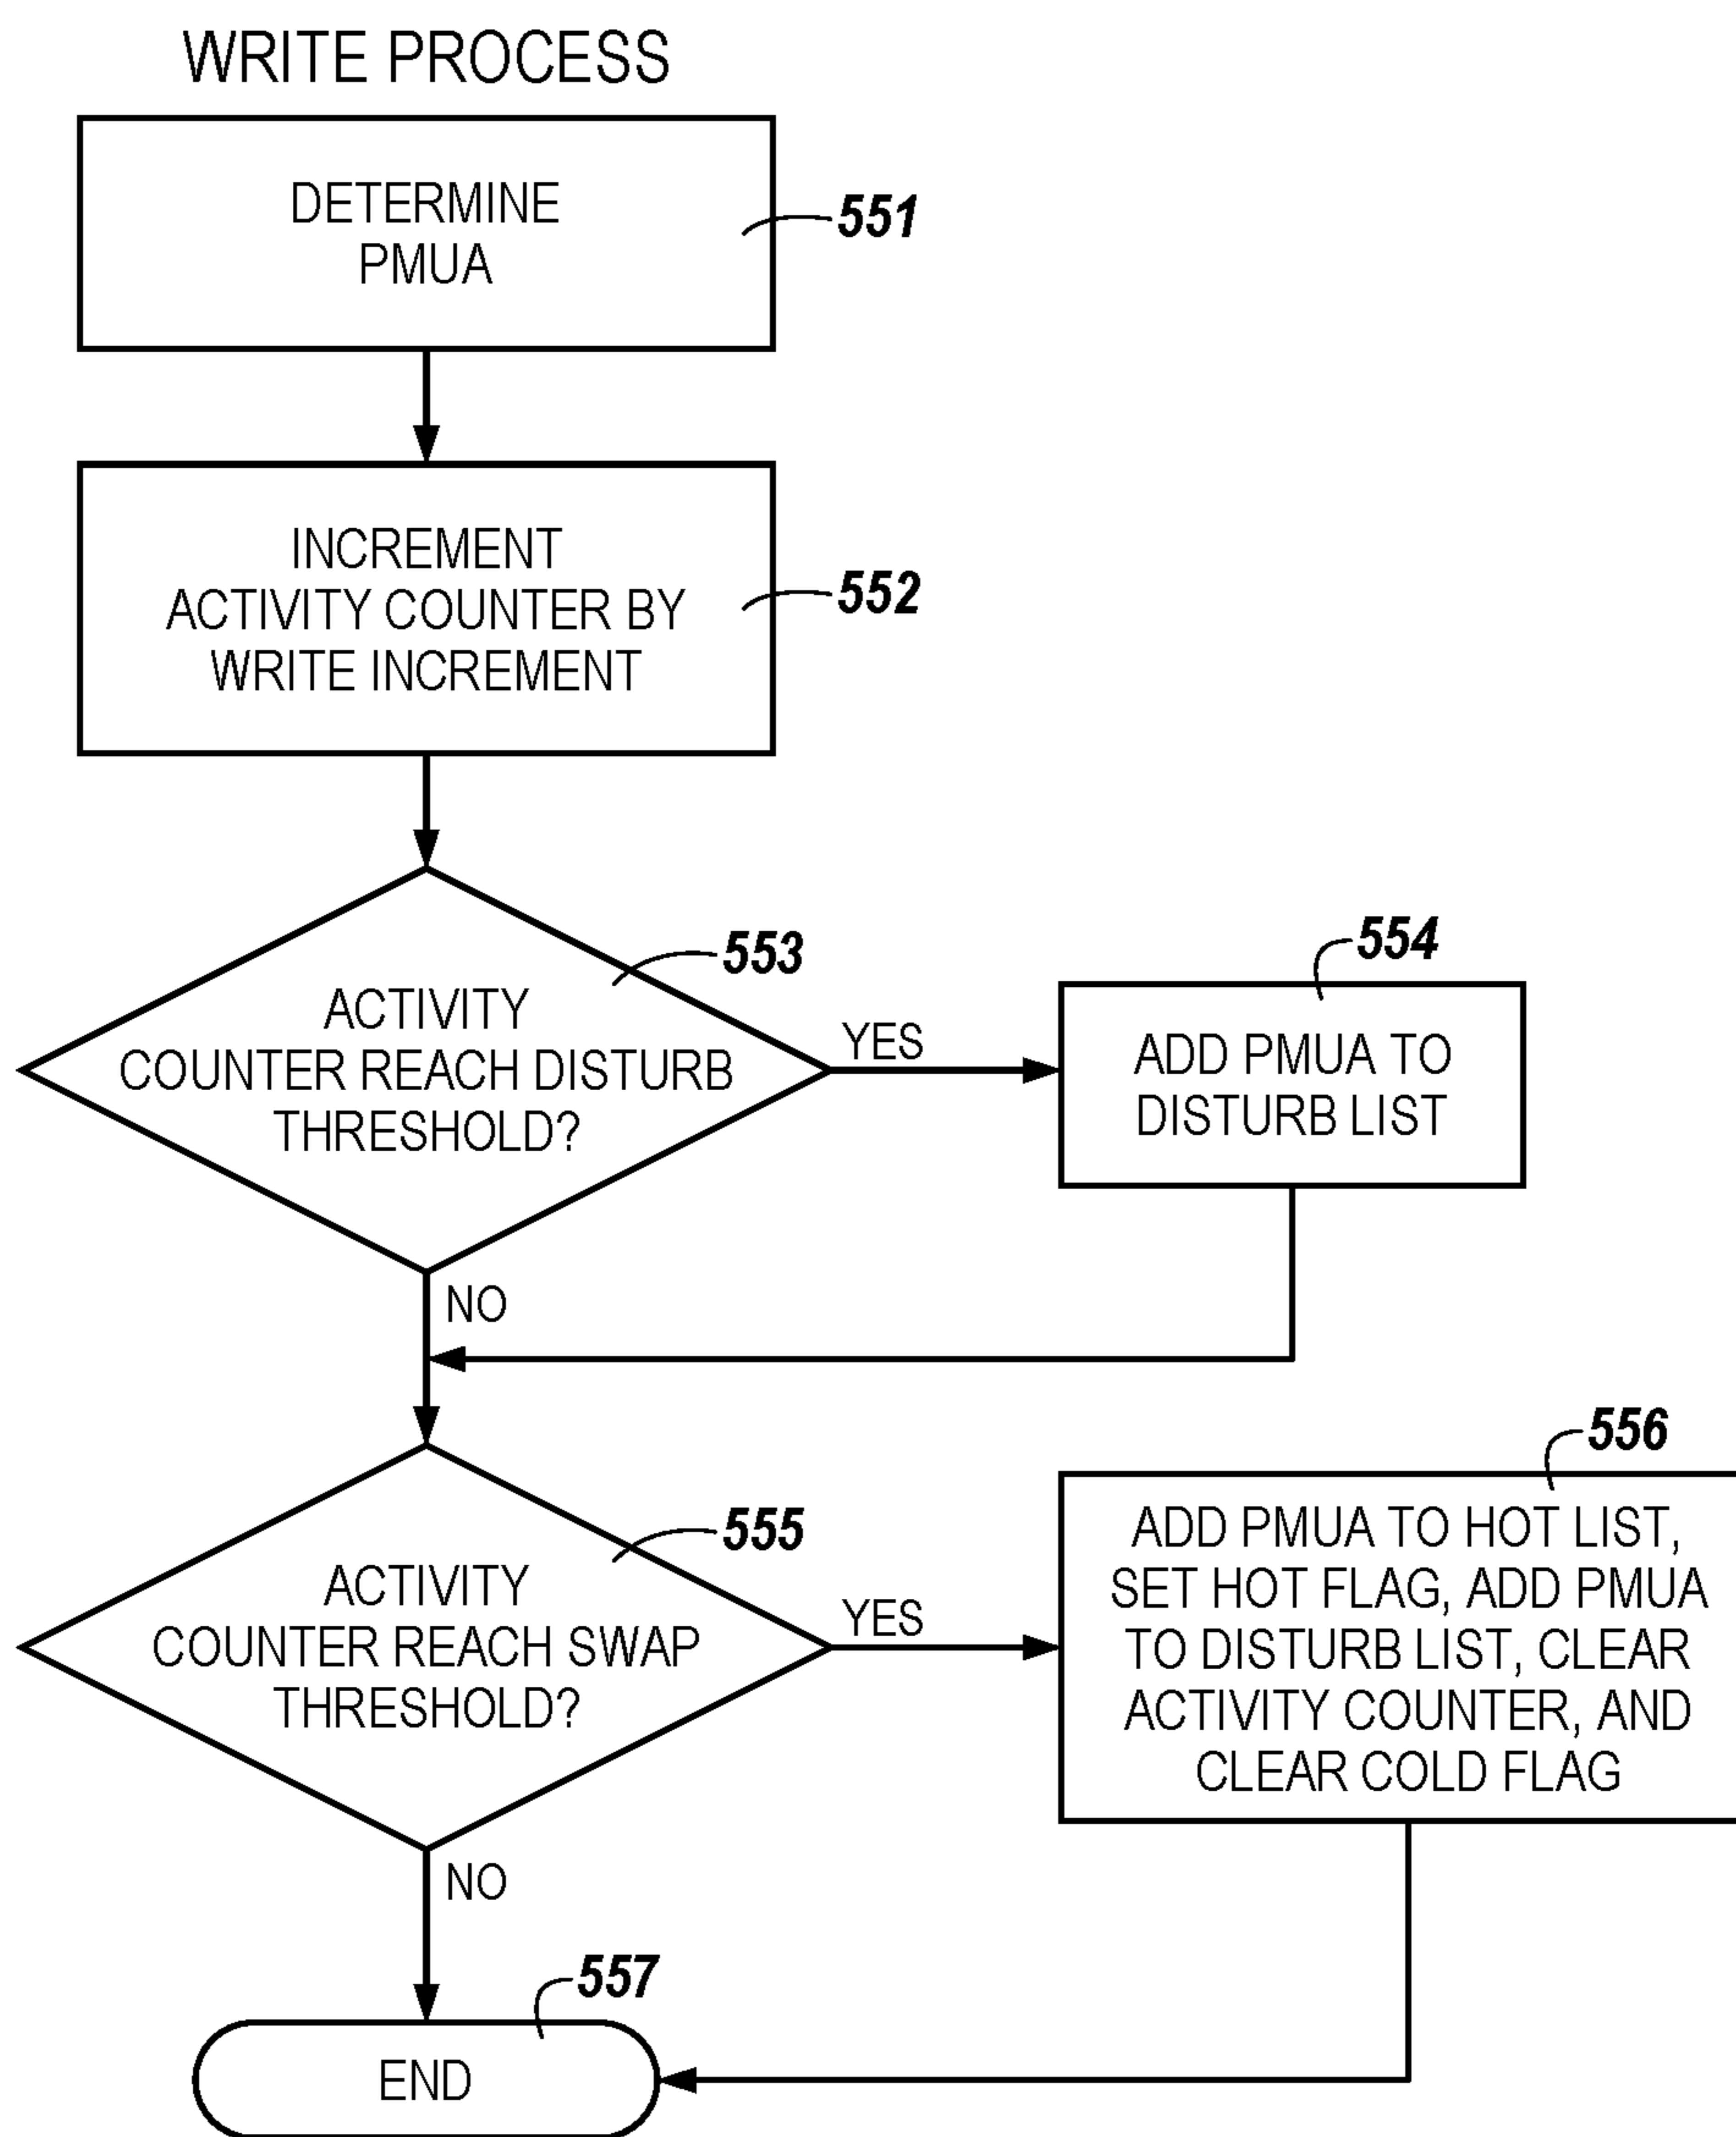 WRITE PROCESS
DETERMINE
PMUA
551
INCREMENT
ACTIVITY COUNTER BY
WRITE INCREMENT
552
553
ACTIVITY
COUNTER REACH DISTURB
THRESHOLD?
YES
554
ADD PMUA TO
DISTURB LIST
NO
555
ACTIVITY
COUNTER REACH SWAP
THRESHOLD?
YES
556
ADD PMUA TO HOT LIST,
SET HOT FLAG, ADD PMUA
TO DISTURB LIST, CLEAR
ACTIVITY COUNTER, AND
CLEAR COLD FLAG
NO
557
END